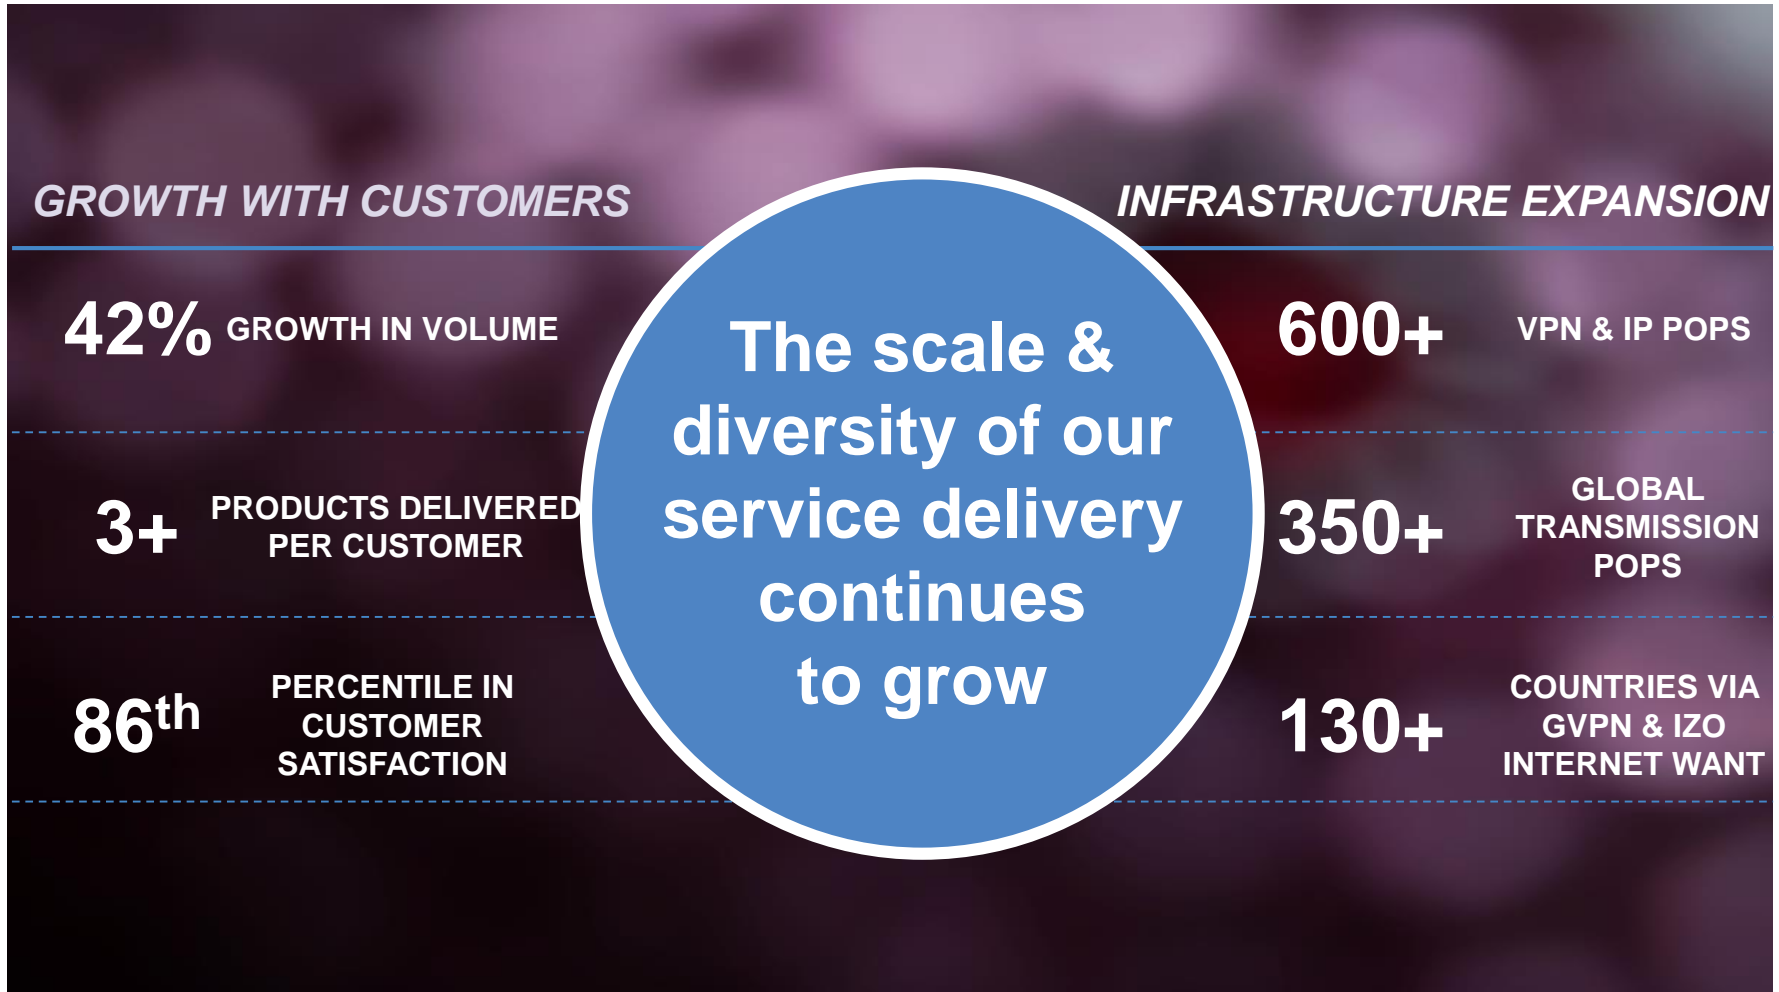 GROWTH WITH CUSTOMERS
42% GROWTH IN VOLUME
3+ PRODUCTS DELIVERED
PER CUSTOMER
86th PERCENTILE IN
CUSTOMER
SATISFACTION
The scale &
diversity of our
service delivery
continues
to grow
INFRASTRUCTURE EXPANSION
600+ VPN & IP POPS
350+ GLOBAL
TRANSMISSION
POPS
130+ COUNTRIES VIA
GVPN & IZO
INTERNET WANT